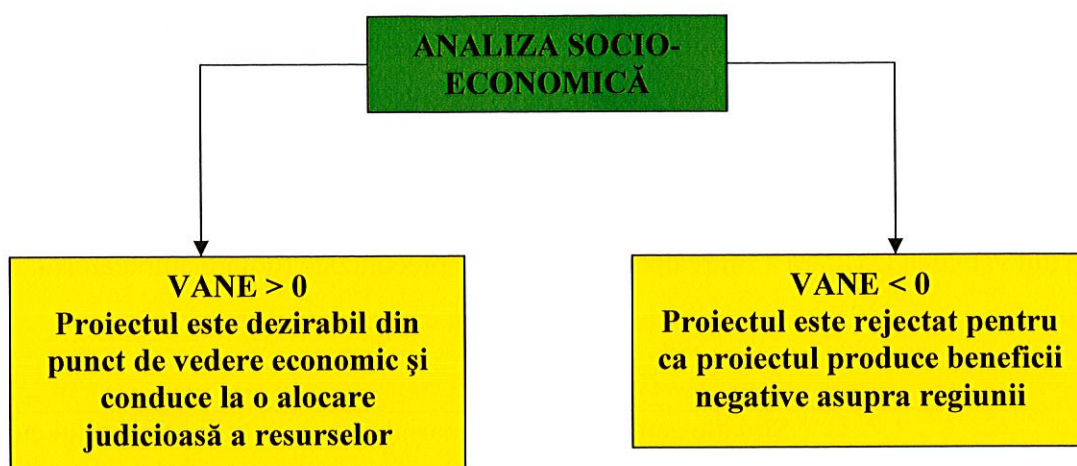 ANALIZA SOCIO-
ECONOMICĂ
VANE > 0
Proiectul este dezirabil din
punct de vedere economic şi
conduce la o alocare
judicioasă a resurselor
VANE < 0
Proiectul este rejectat pentru
ca proiectul produce beneficii
negative asupra regiunii